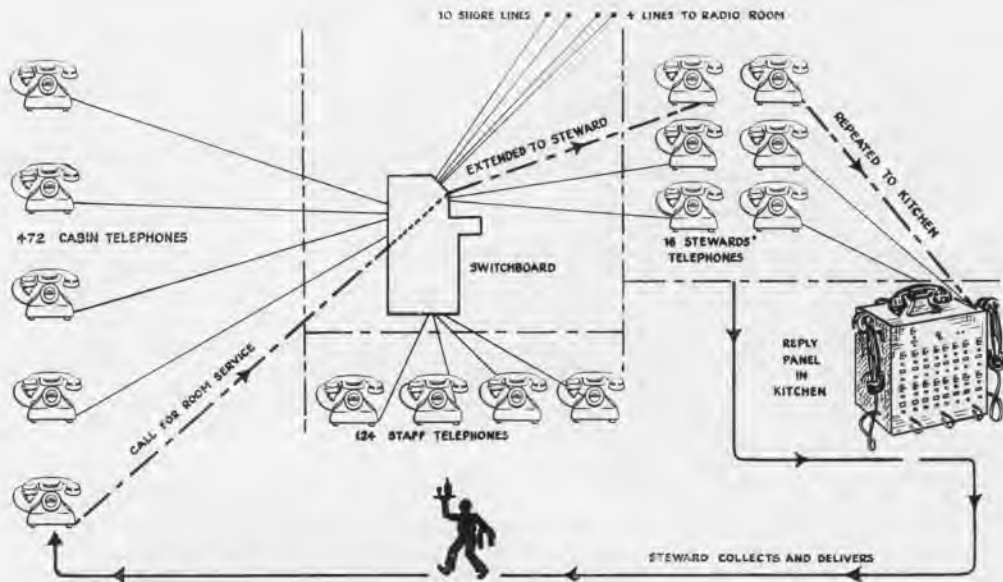 10 SHORE LINES
4 LINES TO RADIO ROOM
EXTENDED TO STEWARD
REPEATED TO KITCHEN
472 CABIN TELEPHONES
SWITCHBOARD
16 STEWARDS'
TELEPHONES
REPLY
PANEL
IN
KITCHEN
CALL FOR ROOM SERVICE
124 STAFF TELEPHONES
STEWARD COLLECTS AND DELIVERS